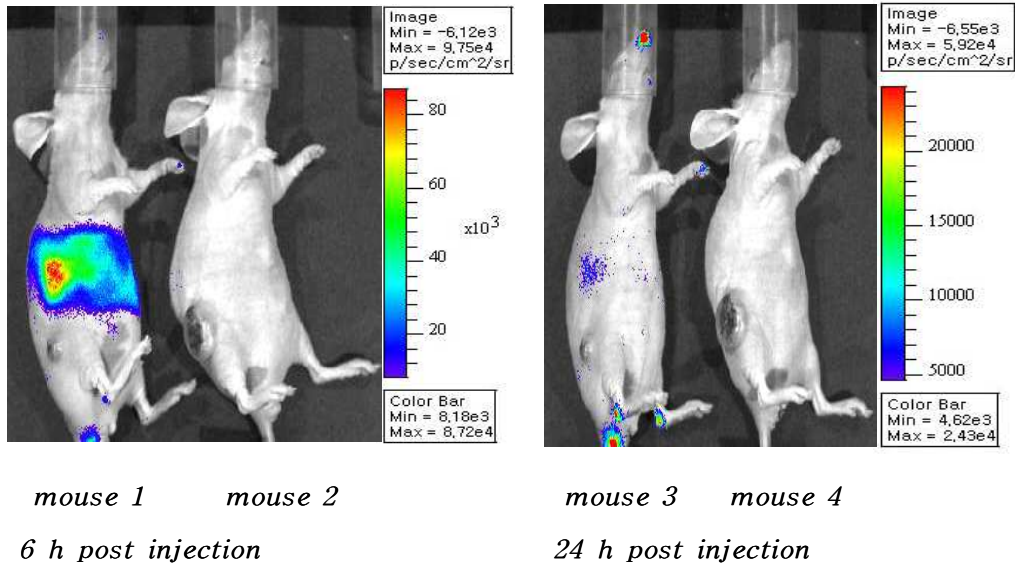 Image
Min = -6,12e3
Max = 9,75e4
p/sec/cm^2/sr
80
60
x10^3
40
20
Color Bar
Min = 8,18e3
Max = 8,72e4
Image
Min = -6,55e3
Max = 5,92e4
p/sec/cm^2/sr
20000
15000
10000
5000
Color Bar
Min = 4,62e3
Max = 2,43e4
mouse 1 mouse 2
mouse 3 mouse 4
6 h post injection
24 h post injection